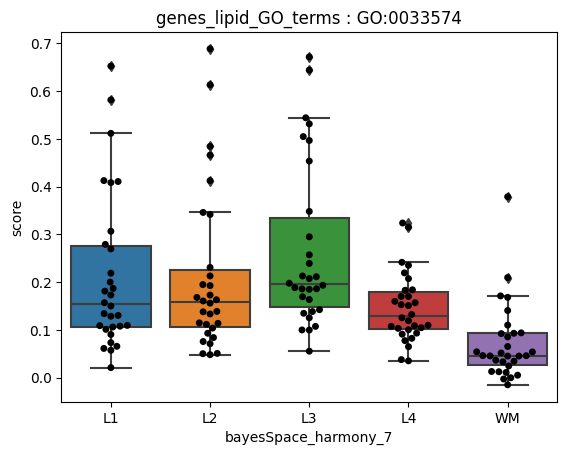 genes_lipid_GO_terms : GO:0033574
0.7
0.6
0.5
0.4
0.3
0.2
0.1
0.0
score
L1 L2 L3 L4 WM
bayesSpace_harmony_7